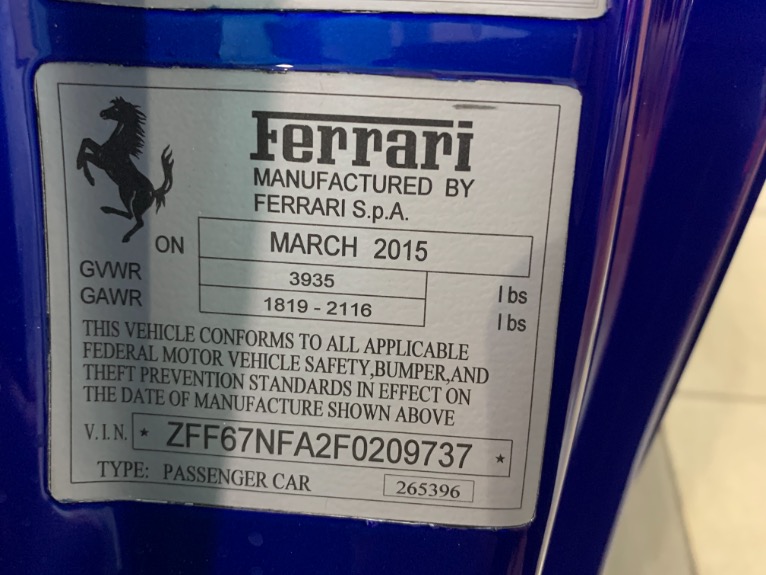 Ferrari
MANUFACTURED BY
FERRARI S.p.A.
ON MARCH 2015
GVWR 3935 lbs
GAWR 1819 - 2116 lbs
THIS VEHICLE CONFORMS TO ALL APPLICABLE
FEDERAL MOTOR VEHICLE SAFETY,BUMPER,AND
THEFT PREVENTION STANDARDS IN EFFECT ON
THE DATE OF MANUFACTURE SHOWN ABOVE
V.I.N. * ZFF67NFA2F0209737 *
TYPE: PASSENGER CAR 265396